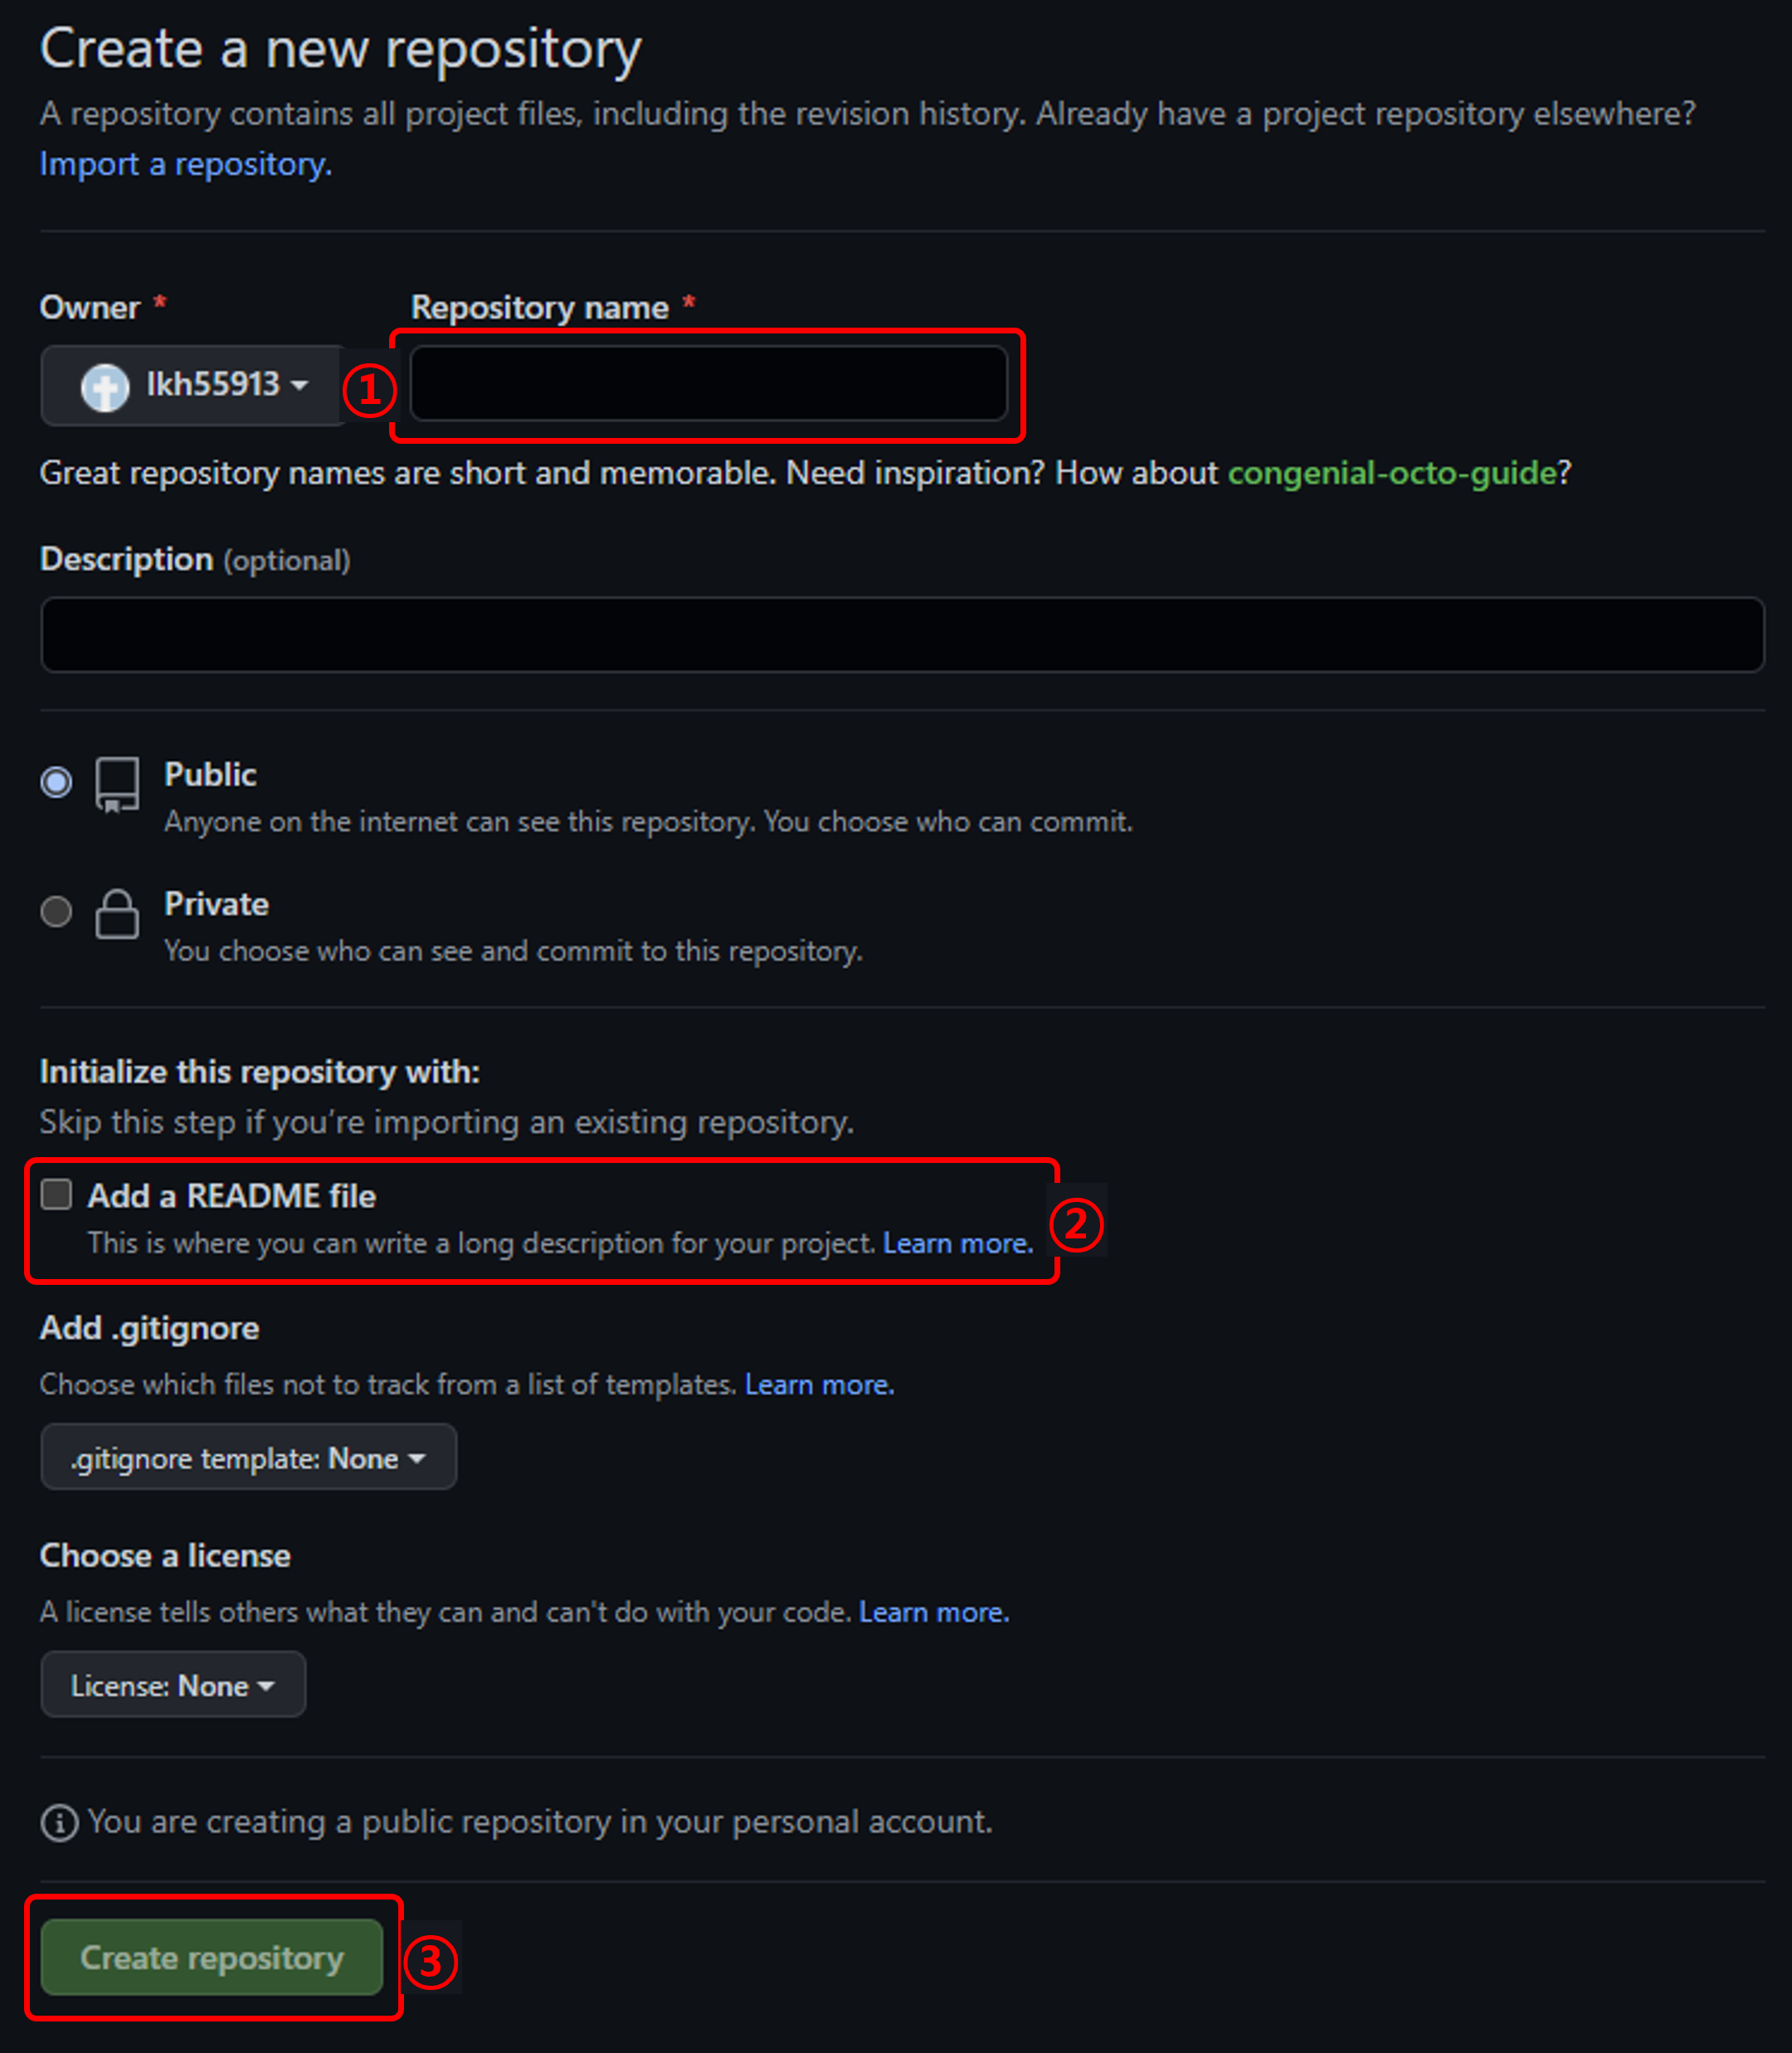 Create a new repository
A repository contains all project files, including the revision history. Already have a project repository elsewhere?
Import a repository.
Owner * Repository name *
lkh55913 ①
Great repository names are short and memorable. Need inspiration? How about congenial-octo-guide?
Description (optional)
Public
Anyone on the internet can see this repository. You choose who can commit.
Private
You choose who can see and commit to this repository.
Initialize this repository with:
Skip this step if you’re importing an existing repository.
Add a README file
This is where you can write a long description for your project. Learn more. ②
Add .gitignore
Choose which files not to track from a list of templates. Learn more.
.gitignore template: None
Choose a license
A license tells others what they can and can't do with your code. Learn more.
License: None
You are creating a public repository in your personal account.
Create repository ③